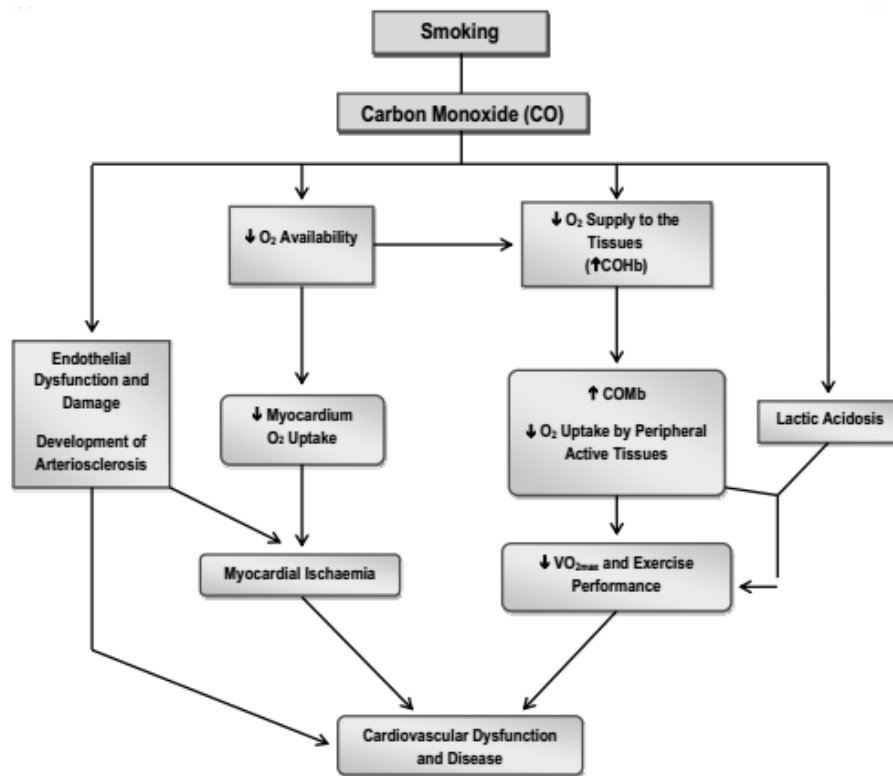 Smoking
Carbon Monoxide (CO)
↓ O₂ Availability
↓ O₂ Supply to the
Tissues
(↑COHb)
Endothelial
Dysfunction and
Damage
Development of
Arteriosclerosis
↓ Myocardium
O₂ Uptake
↑ COMb
↓ O₂ Uptake by Peripheral
Active Tissues
Lactic Acidosis
Myocardial Ischaemia
↓ VO₂max and Exercise
Performance
Cardiovascular Dysfunction
and Disease